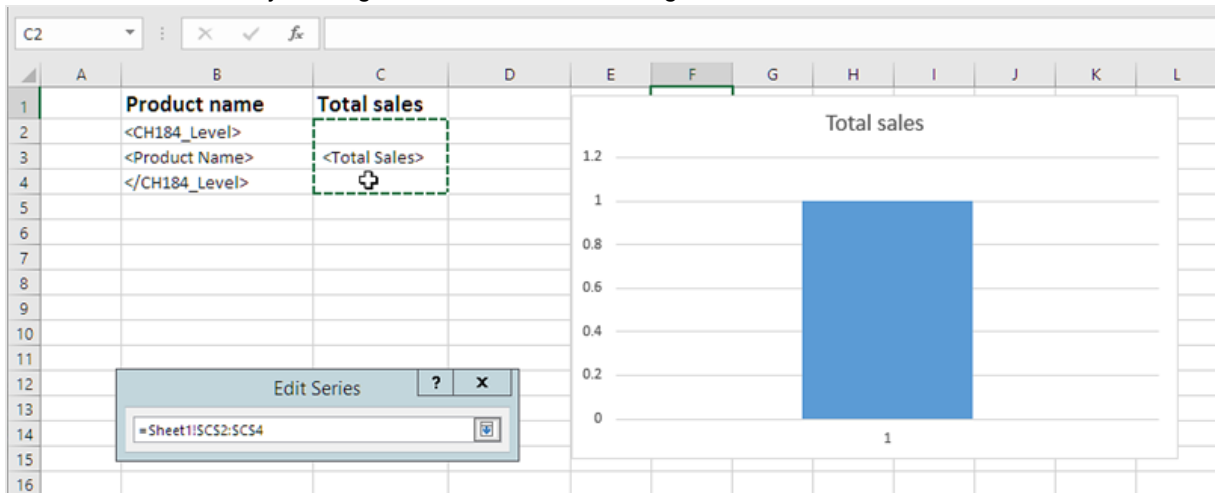 C2 fx
A B C D E F G H I J K L
1 Product name Total sales
2 <CH184_Level>
3 <Product Name> <Total Sales>
4 </CH184_Level>
5
6
7
8
9
10
11
12
13
14
15
16
Total sales
1.2
1
0.8
0.6
0.4
0.2
0
1
Edit Series ? x
=Sheet1!$C$2:$C$4